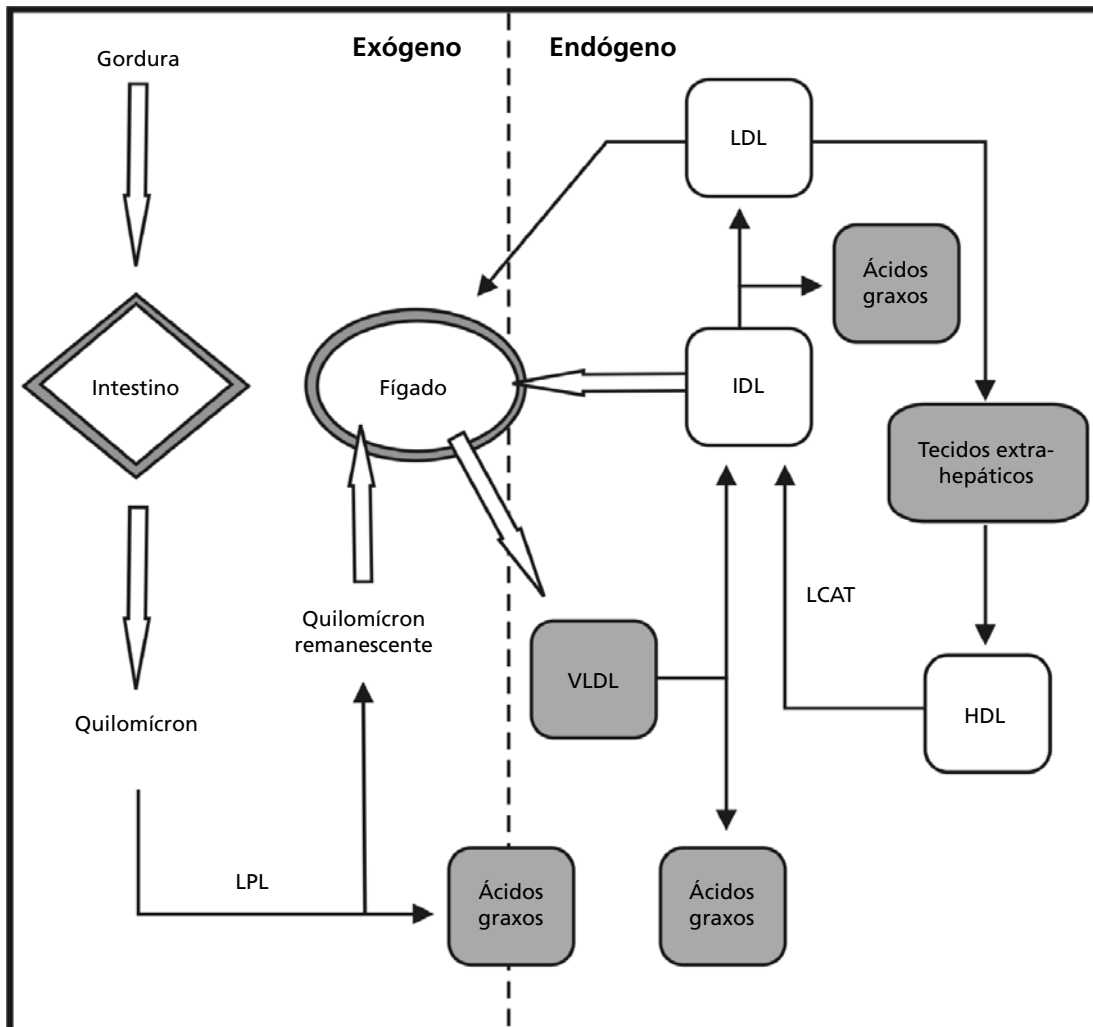 Exógeno
Endógeno
Gordura
LDL
Ácidos
graxos
Intestino
Fígado
IDL
Tecidos extra-
hepáticos
LCAT
Quilomícron
remanescente
VLDL
HDL
Quilomícron
LPL
Ácidos
graxos
Ácidos
graxos